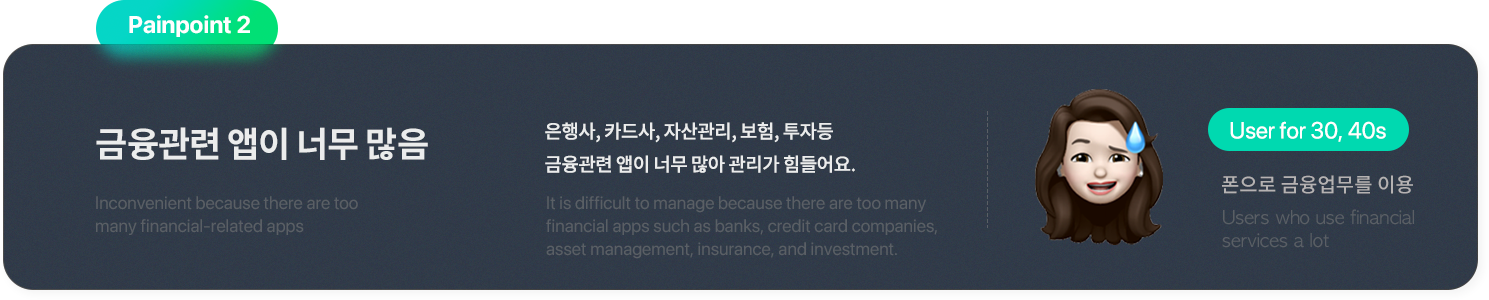 Painpoint 2
금융관련 앱이 너무 많음
Inconvenient because there are too
many financial-related apps
은행사, 카드사, 자산관리, 보험, 투자등
금융관련 앱이 너무 많아 관리가 힘들어요.
It is difficult to manage because there are too many
financial apps such as banks, credit card companies,
asset management, insurance, and investment.
User for 30, 40s
폰으로 금융업무를 이용
Users who use financial
services a lot